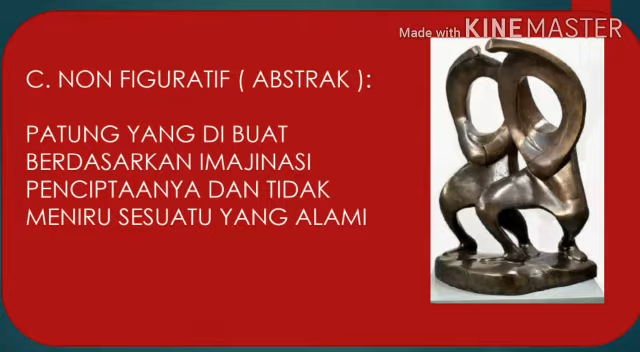 Made with KINEMASTER
C. NON FIGURATIF ( ABSTRAK ):
PATUNG YANG DI BUAT
BERDASARKAN IMAJINASI
PENCIPTAANYA DAN TIDAK
MENIRU SESUATU YANG ALAMI